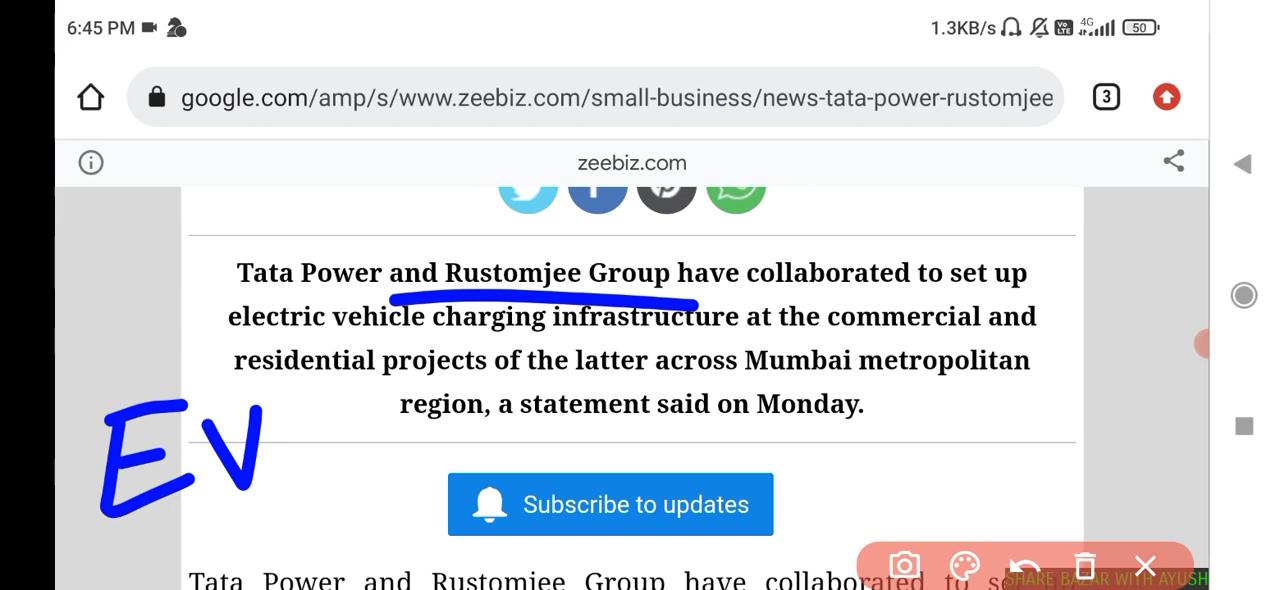 6:45 PM 1.3KB/s Vo LTE 4G 50
google.com/amp/s/www.zeebiz.com/small-business/news-tata-power-rustomjee 3
zeebiz.com
Tata Power and Rustomjee Group have collaborated to set up
electric vehicle charging infrastructure at the commercial and
residential projects of the latter across Mumbai metropolitan
region, a statement said on Monday.
EV
Subscribe to updates
Tata Power and Rustomjee Group have collaborated to
SHARE BAZAR WITH AYUSH